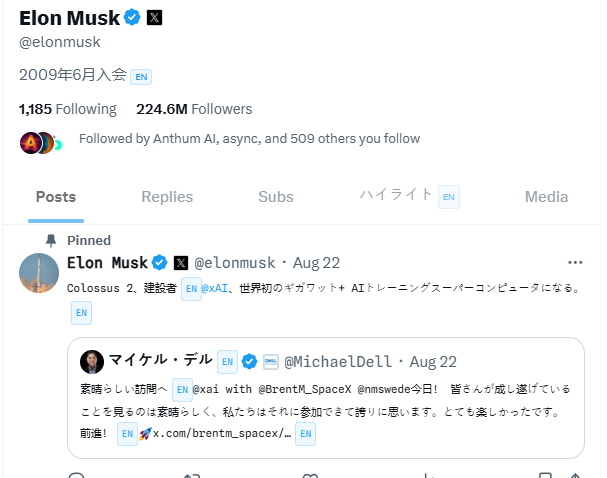 Elon Musk
@elonmusk
2009年6月入会 EN
1,185 Following 224.6M Followers
Followed by Anthum AI, async, and 509 others you follow
Posts Replies Subs ハイライト EN Media
Pinned
Elon Musk @elonmusk · Aug 22 ···
Colossus 2、建設者 EN @xAI、世界初のギガワット+ AIトレーニングスーパーコンピュータになる。
EN
マイケル・デル EN @MichaelDell · Aug 22
素晴らしい訪問へ EN @xai with @BrentM_SpaceX @nmswede今日! 皆さんが成し遂げている
ことを見るのは素晴らしく、私たちはそれに参加できて誇りに思います。とても楽しかったです。
前進! EN 🚀x.com/brentm_spacex/… EN